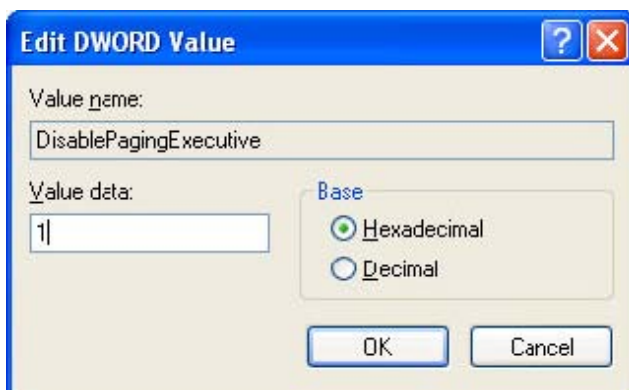 Edit DWORD Value
Value name:
DisablePagingExecutive
Value data:
1
Base
Hexadecimal
Decimal
OK
Cancel